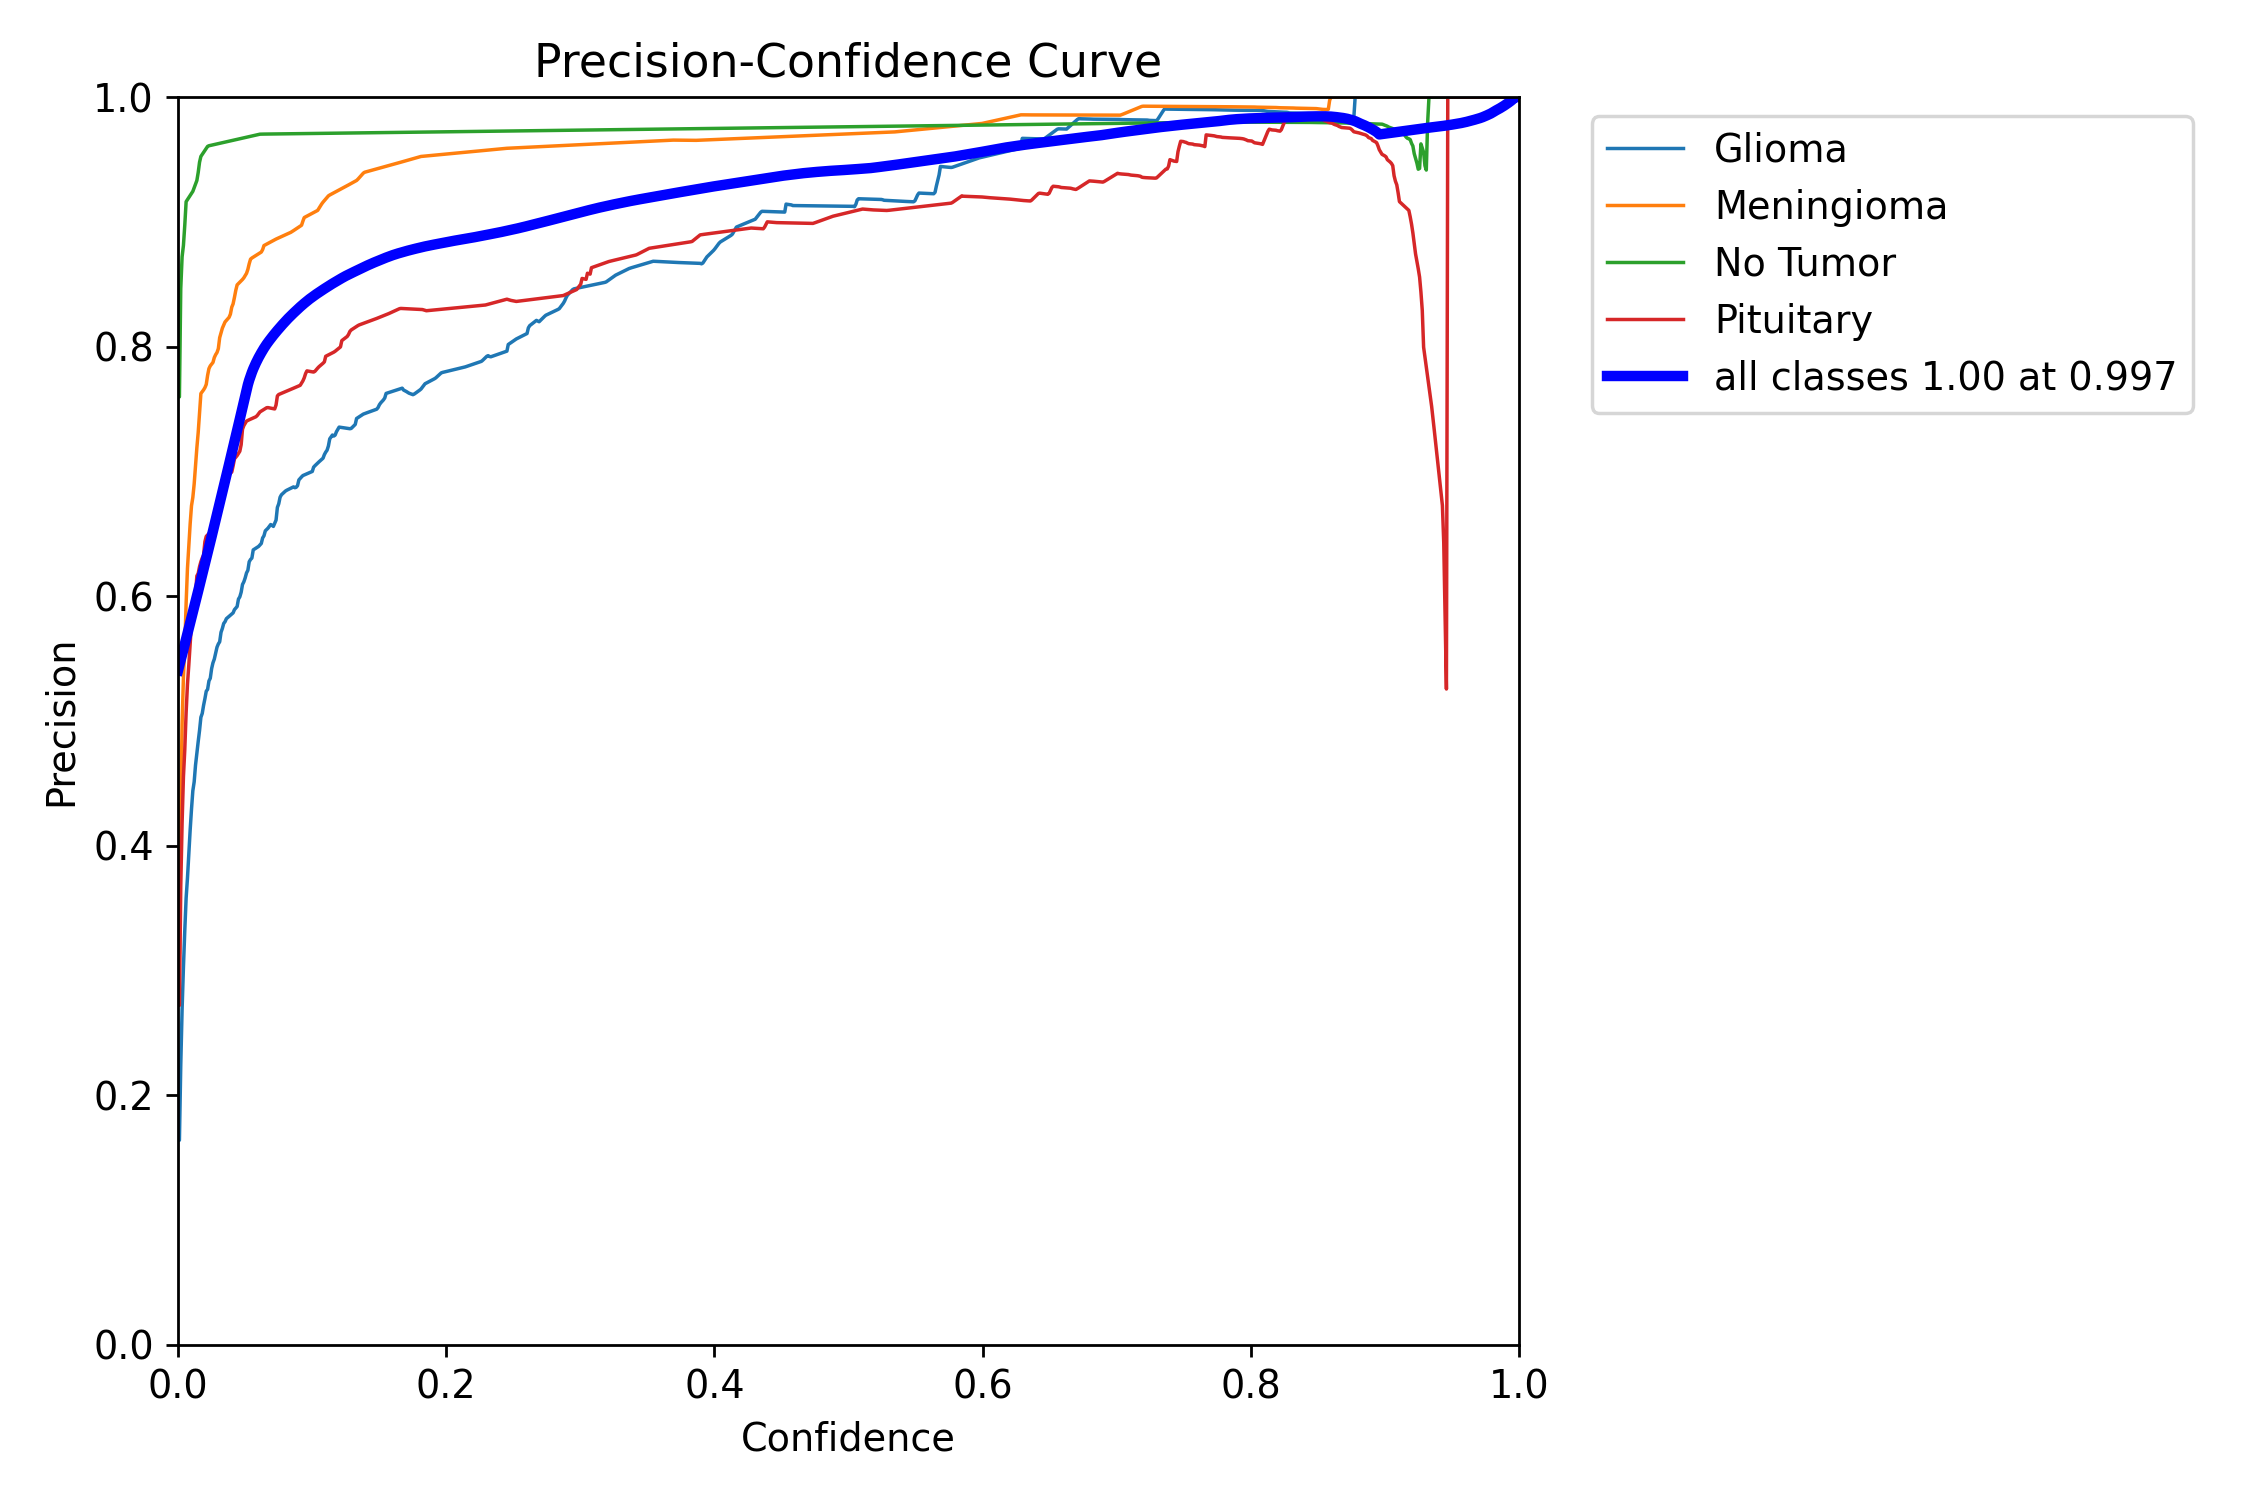 Precision-Confidence Curve
1.0
0.8
0.6
0.4
0.2
0.0
Precision
0.0 0.2 0.4 0.6 0.8 1.0
Confidence
Glioma
Meningioma
No Tumor
Pituitary
all classes 1.00 at 0.997